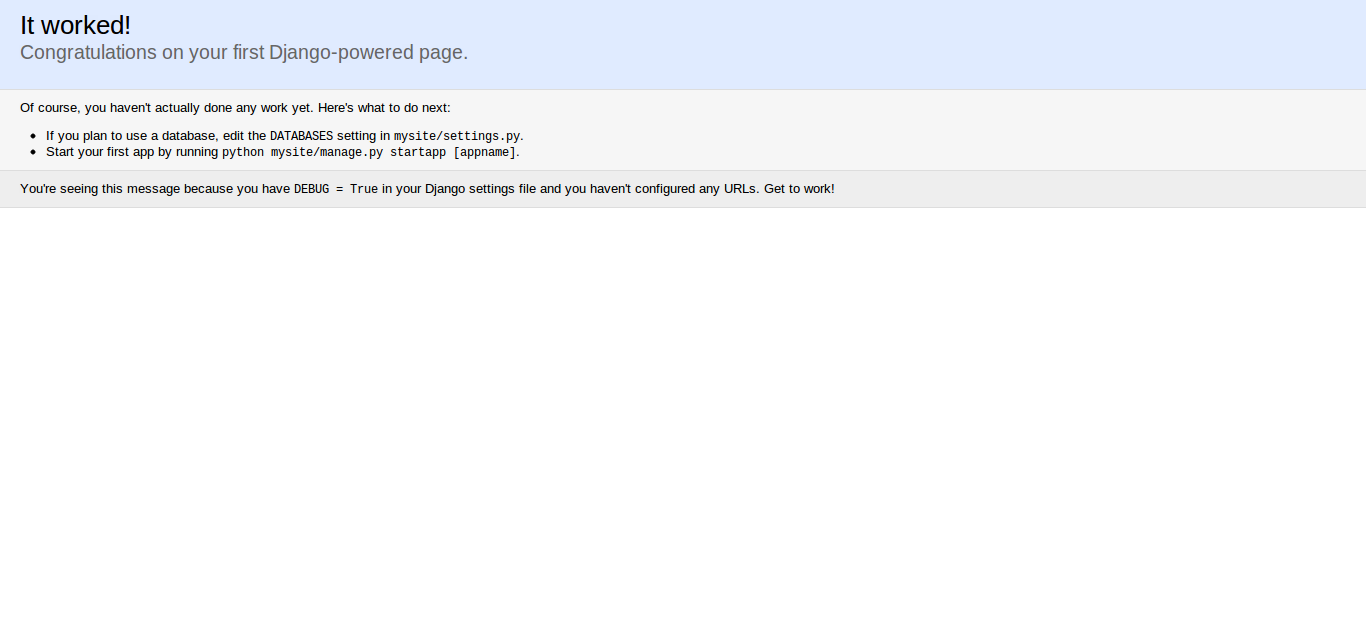 It worked!
Congratulations on your first Django-powered page.
Of course, you haven't actually done any work yet. Here's what to do next:
If you plan to use a database, edit the DATABASES setting in mysite/settings.py.
Start your first app by running python mysite/manage.py startapp [appname].
You're seeing this message because you have DEBUG = True in your Django settings file and you haven't configured any URLs. Get to work!